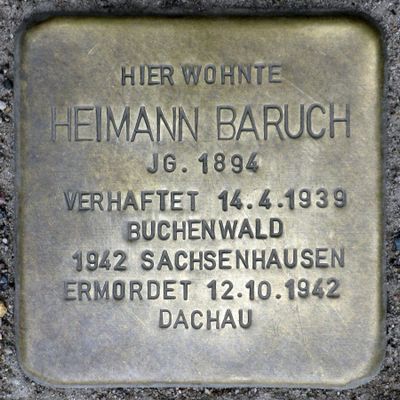 HIER WOHNTE
HEIMANN BARUCH
JG. 1894
VERHAFTET 14.4.1939
BUCHENWALD
1942 SACHSENHAUSEN
ERMORDET 12.10.1942
DACHAU